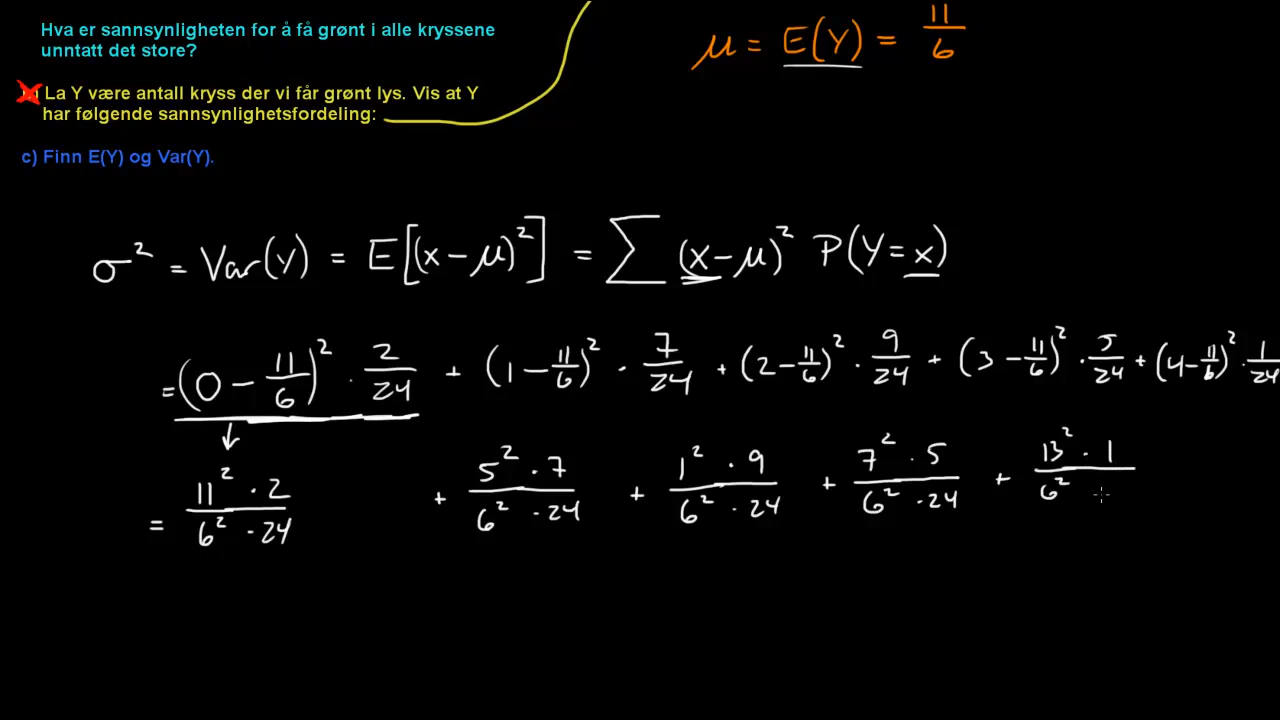 Hva er sannsynligheten for å få grønt i alle kryssene
unntatt det store?
μ = E(Y) = 11/6
La Y være antall kryss der vi får grønt lys. Vis at Y
har følgende sannsynlighetsfordeling:
c) Finn E(Y) og Var(Y).
σ² = Var(Y) = E[(x-μ)²] = ∑ (x-μ)² P(Y=x)
= (0 - 11/6)² · 2/24 + (1 - 11/6)² · 7/24 + (2 - 11/6)² · 9/24 + (3 - 11/6)² · 5/24 + (4 - 11/6)² · 1/24
= 11² · 2 / 6² · 24 + 5² · 7 / 6² · 24 + 1² · 9 / 6² · 24 + 7² · 5 / 6² · 24 + 13² · 1 / 6²